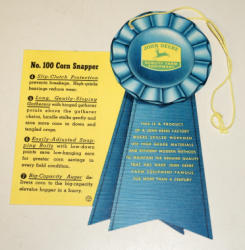 No. 100 Corn Snapper
1 Slip-Clutch Protection
prevents breakage. High-grade
bearings reduce wear.
2 Long, Gently-Sloping
Gatherers with hinged gatherer
points above the gatherer
chains, handle stalks gently and
save more corn in down and
tangled crops.
3 Easily-Adjusted Snap-
ping Rolls with low-down
points save low-hanging ears
for greater corn savings in
every field condition.
7 Big-Capacity Auger de-
livers corn to the big-capacity
elevator hopper in a hurry.
JOHN DEERE
QUALITY FARM
EQUIPMENT
THIS IS A PRODUCT
OF A JOHN DEERE FACTORY
WHERE SKILLED WORKMEN
USE HIGH GRADE MATERIALS
AND EFFICIENT MODERN METHODS
TO MAINTAIN THE GENUINE QUALITY
THAT HAS MADE JOHN DEERE
FARM EQUIPMENT FAMOUS
FOR MORE THAN A CENTURY